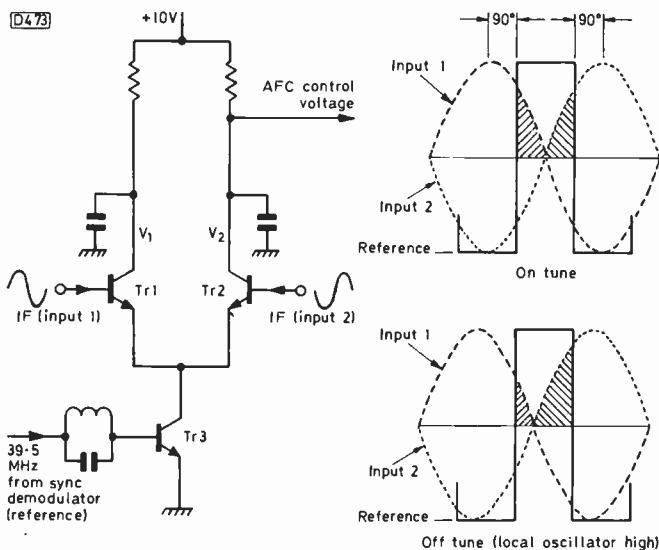 D473
+10V
AFC control
voltage
V1
V2
Tr1
Tr2
IF (input 1)
IF (input 2)
Tr3
39·5
MHz
from sync
demodulator
(reference)
90°
90°
Input 1
Input 2
Reference
On tune
Input 1
Input 2
Reference
Off tune (local oscillator high)